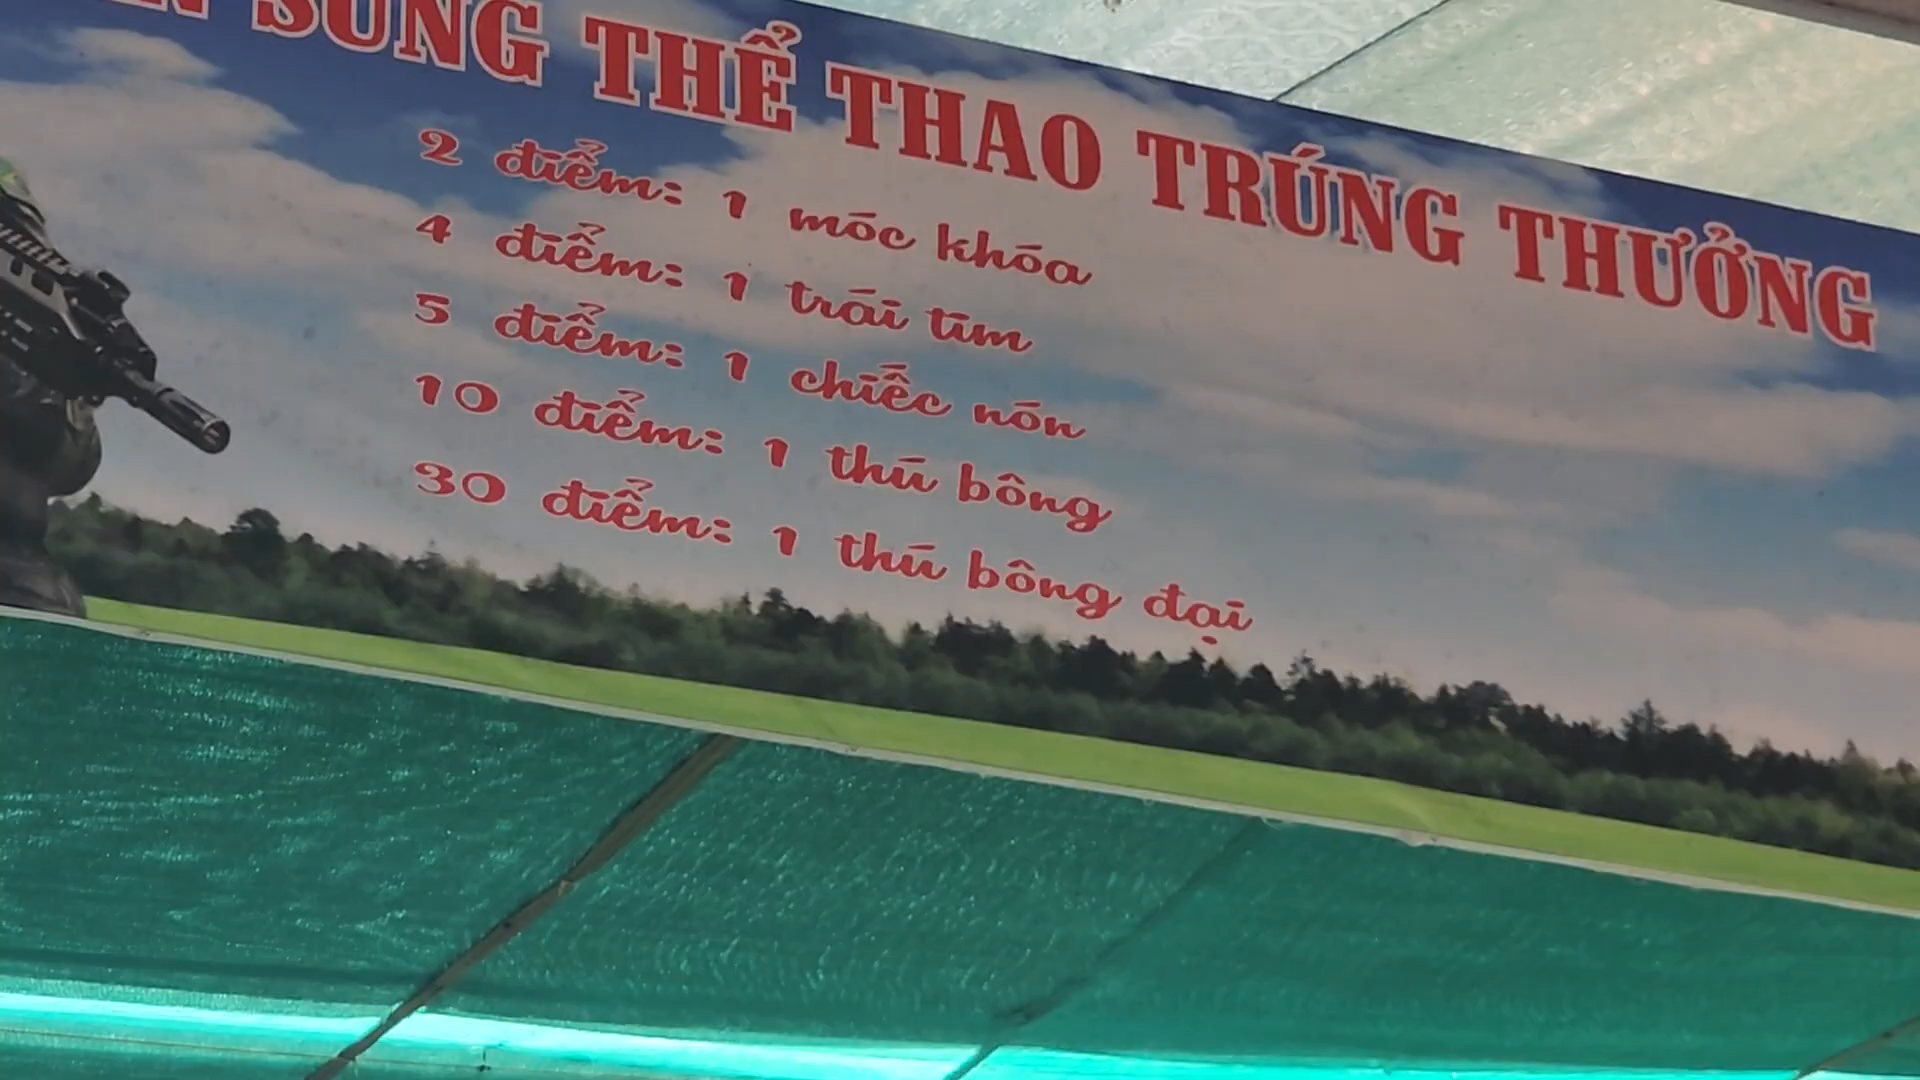 SÚNG THỂ THAO TRÚNG THƯỞNG
2 điểm: 1 móc khóa
4 điểm: 1 trái tim
5 điểm: 1 chiếc nón
10 điểm: 1 thú bông
30 điểm: 1 thú bông đại